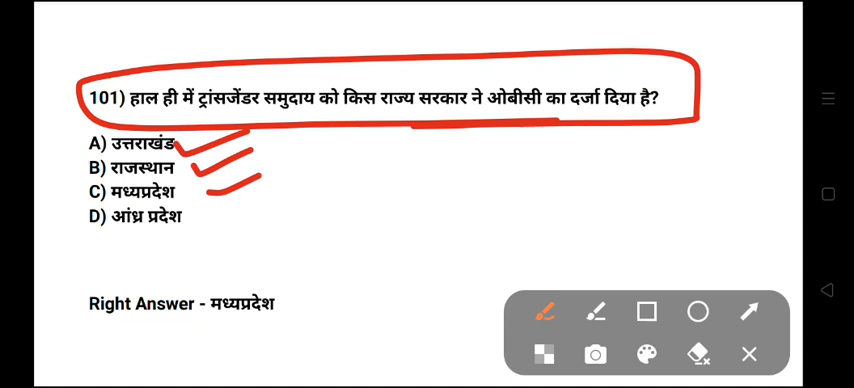 101) हाल ही में ट्रांसजेंडर समुदाय को किस राज्य सरकार ने ओबीसी का दर्जा दिया है?
A) उत्तराखंड
B) राजस्थान
C) मध्यप्रदेश
D) आंध्र प्रदेश
Right Answer - मध्यप्रदेश